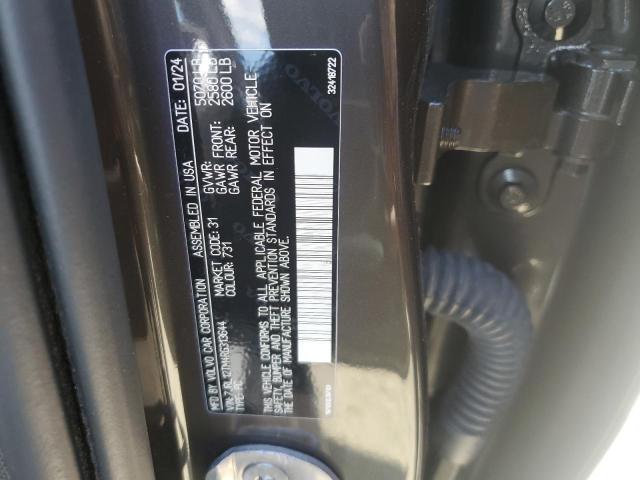 MFD BY VOLVO CAR CORPORATION ASSEMBLED IN USA DATE: 01/24
MARKET CODE: 31 GVWR: 5070 LB
COLOUR: 731 GAWR FRONT: 2580 LB
GAWR REAR: 2600 LB
THIS VEHICLE CONFORMS TO ALL APPLICABLE FEDERAL MOTOR VEHICLE
SAFETY, BUMPER AND THEFT PREVENTION STANDARDS IN EFFECT ON
THE DATE OF MANUFACTURE SHOWN ABOVE.
VOLVO 32418722